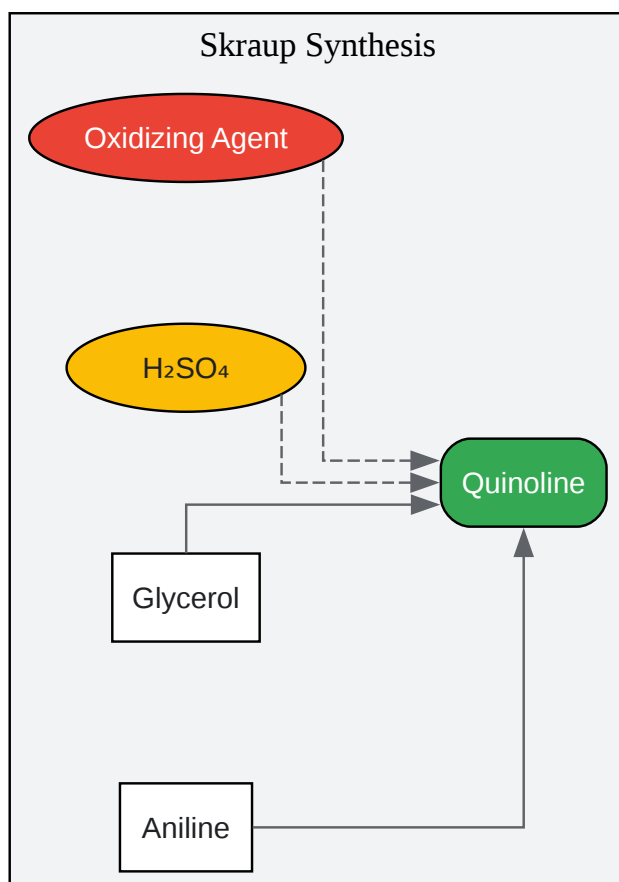 Skraup Synthesis
Oxidizing Agent
H₂SO₄
Quinoline
Glycerol
Aniline